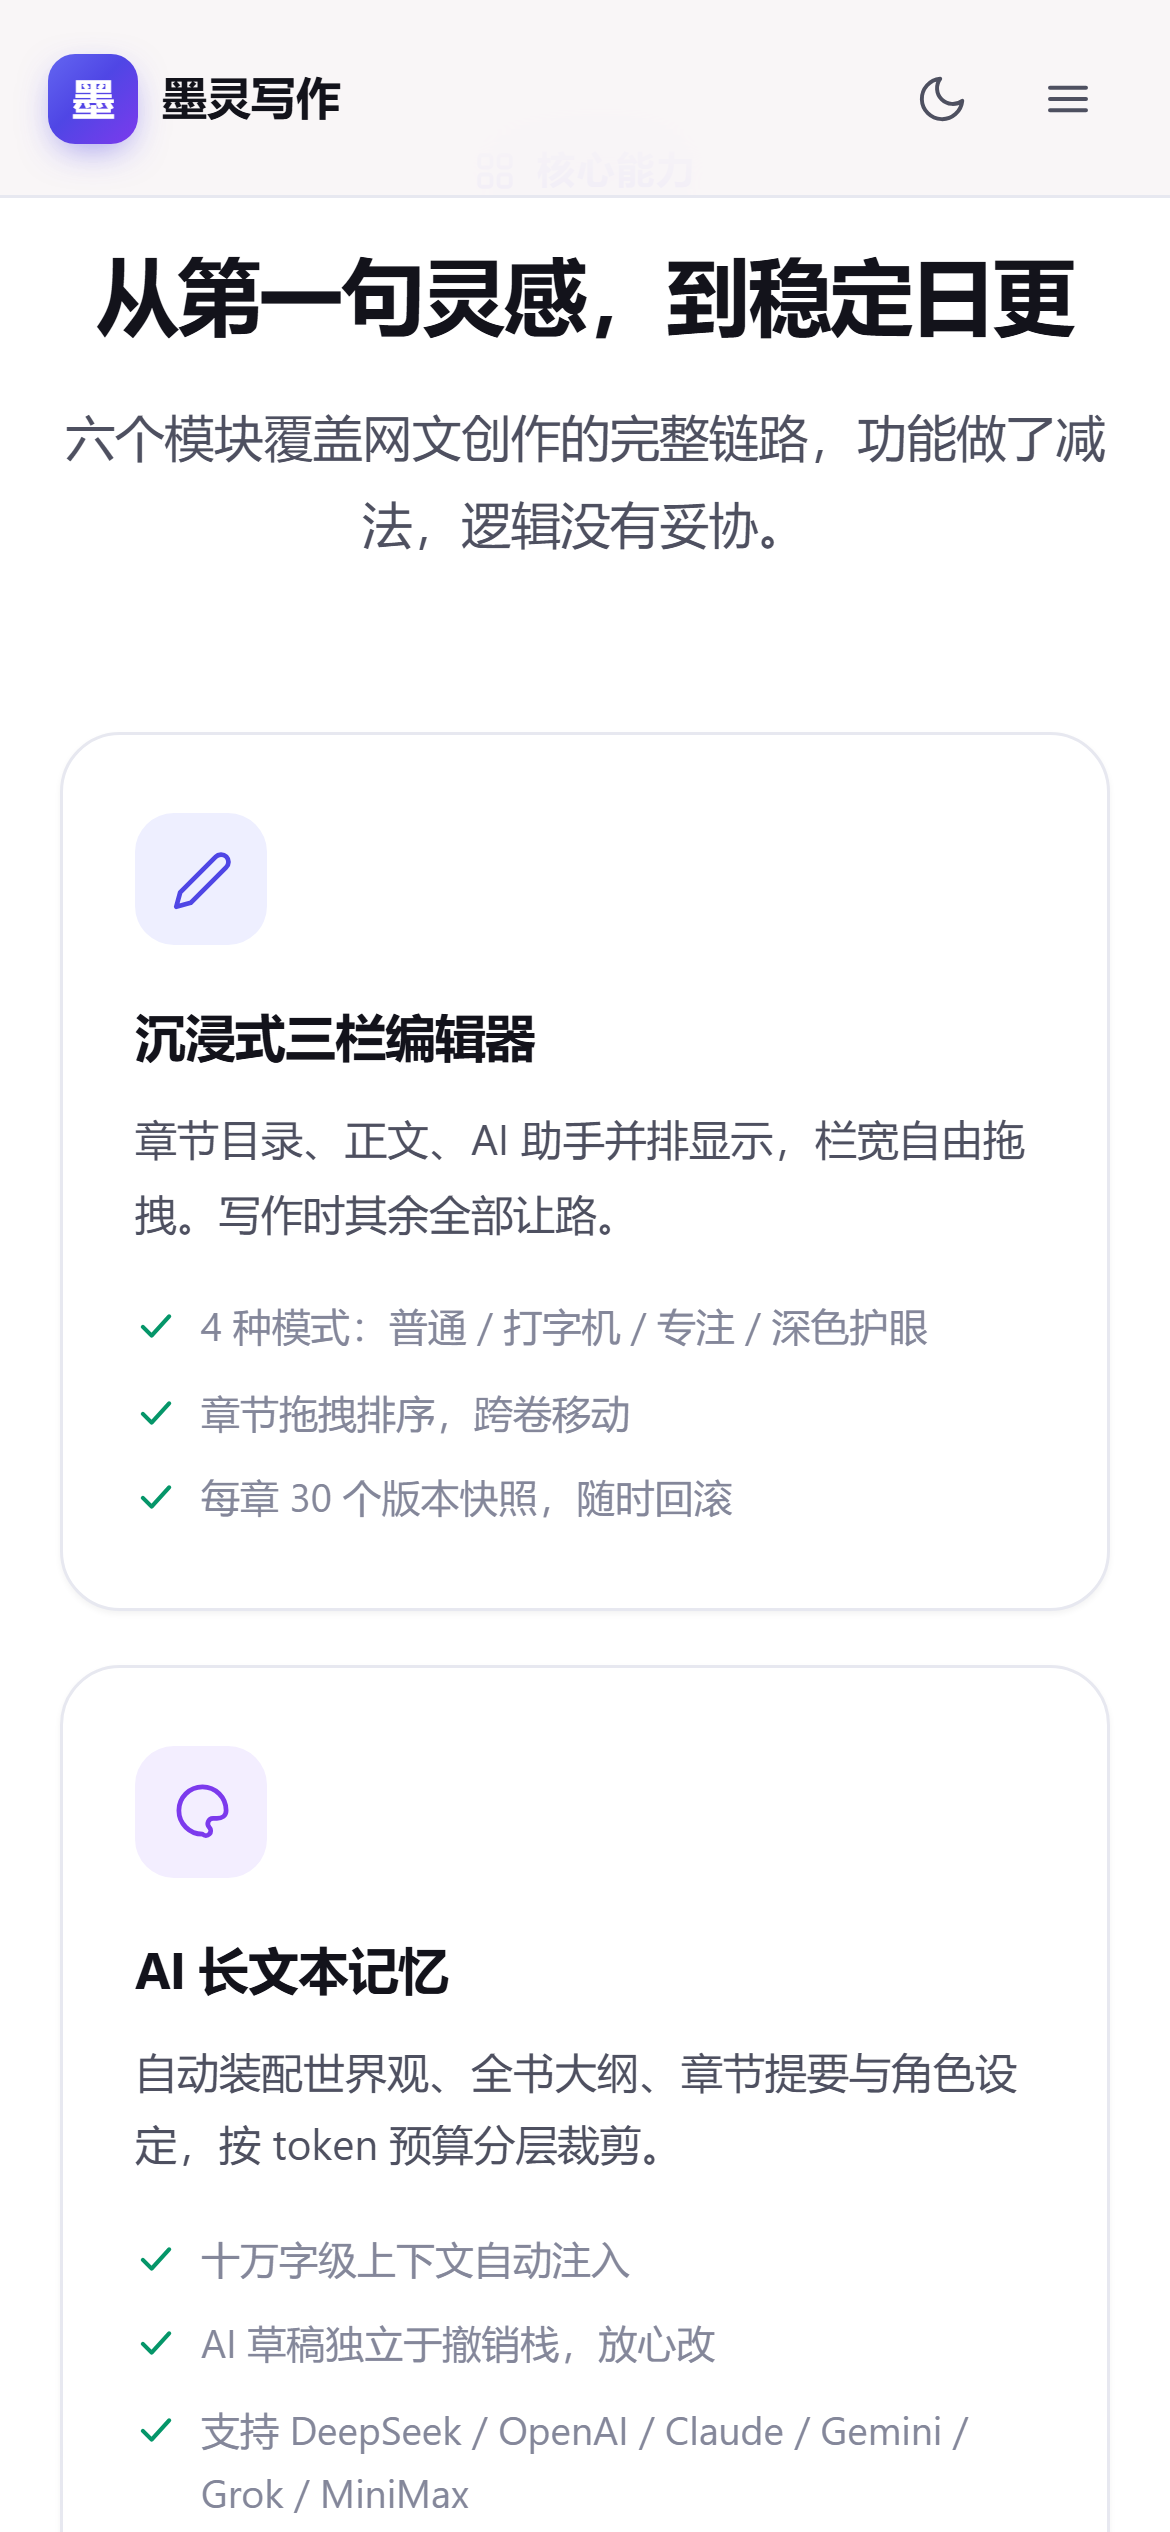 墨 墨灵写作
核心能力
从第一句灵感，到稳定日更
六个模块覆盖网文创作的完整链路，功能做了减
法，逻辑没有妥协。
沉浸式三栏编辑器
章节目录、正文、AI 助手并排显示，栏宽自由拖
拽。写作时其余全部让路。
4 种模式：普通 / 打字机 / 专注 / 深色护眼
章节拖拽排序，跨卷移动
每章 30 个版本快照，随时回滚
AI 长文本记忆
自动装配世界观、全书大纲、章节提要与角色设
定，按 token 预算分层裁剪。
十万字级上下文自动注入
AI 草稿独立于撤销栈，放心改
支持 DeepSeek / OpenAI / Claude / Gemini /
Grok / MiniMax